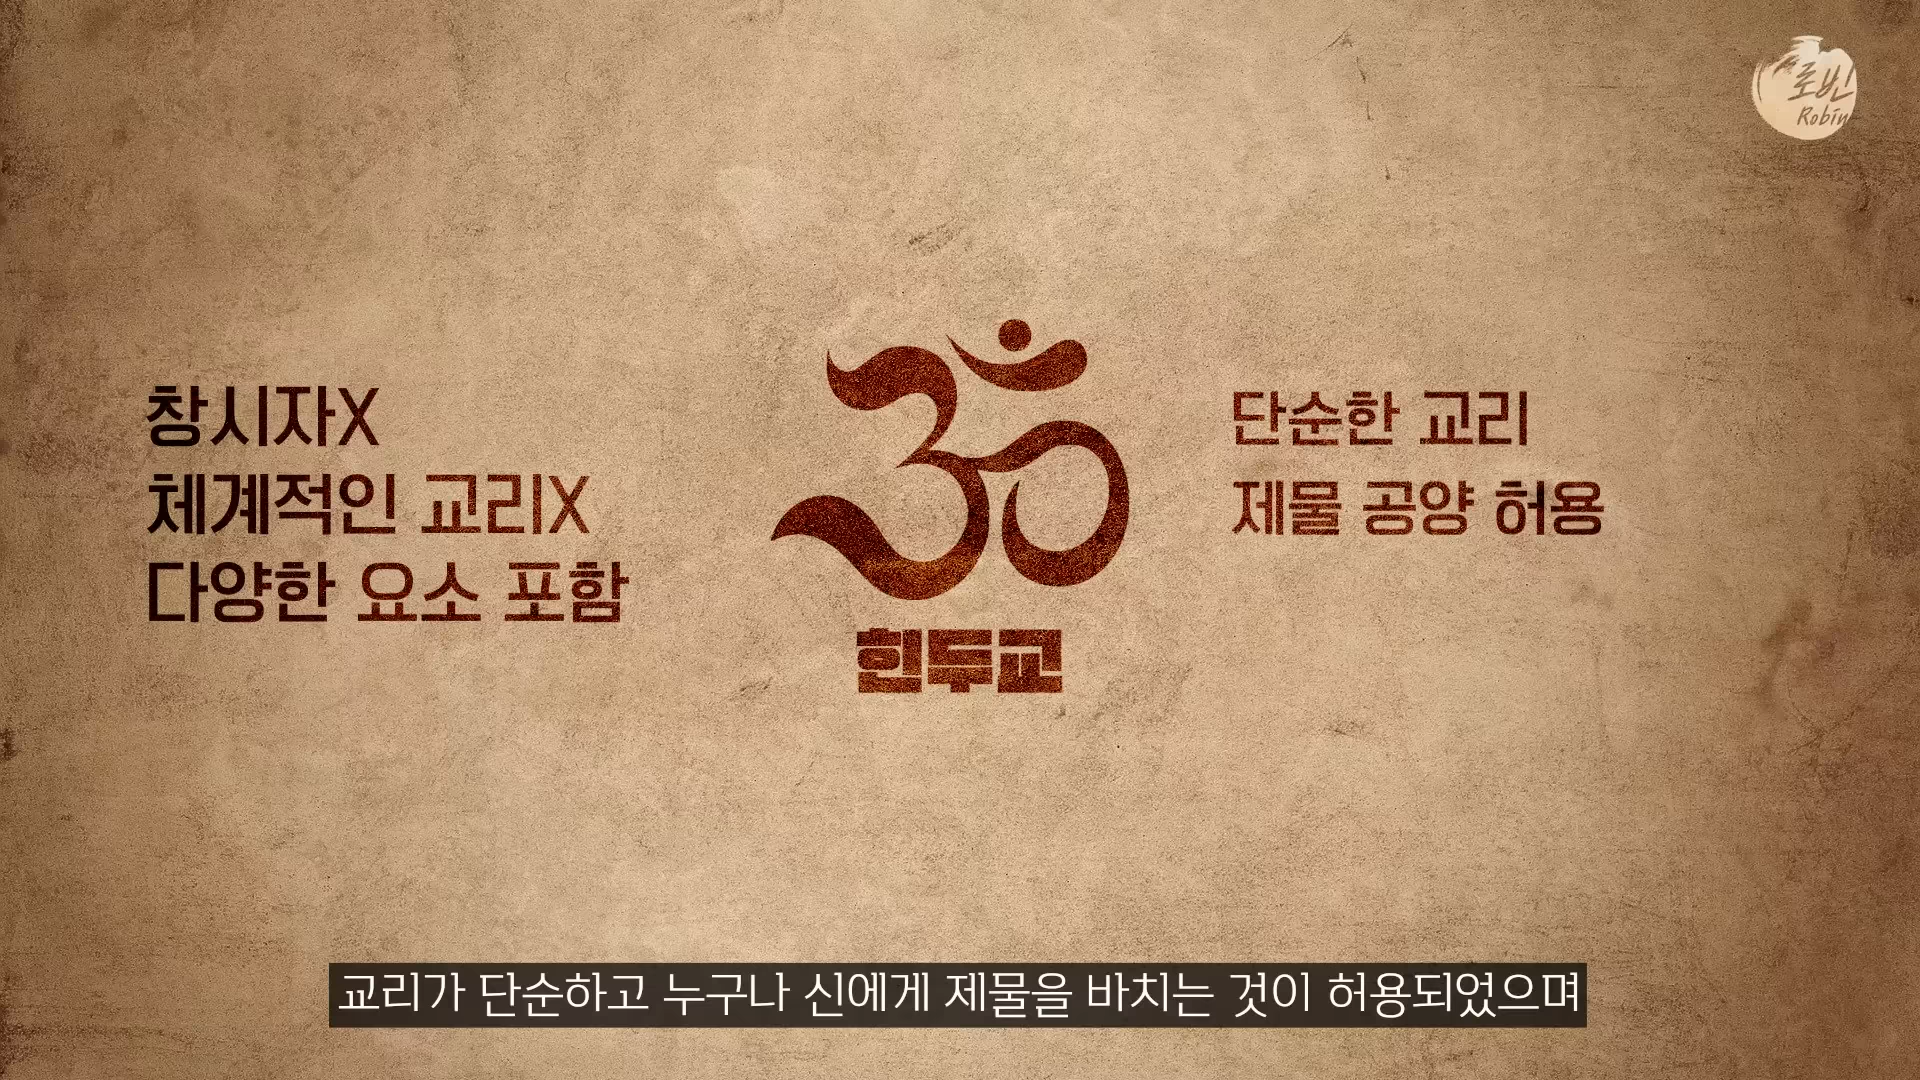 로빈
Robin
창시자X
체계적인 교리X
다양한 요소 포함
ॐ
힌두교
단순한 교리
제물 공양 허용
교리가 단순하고 누구나 신에게 제물을 바치는 것이 허용되었으며